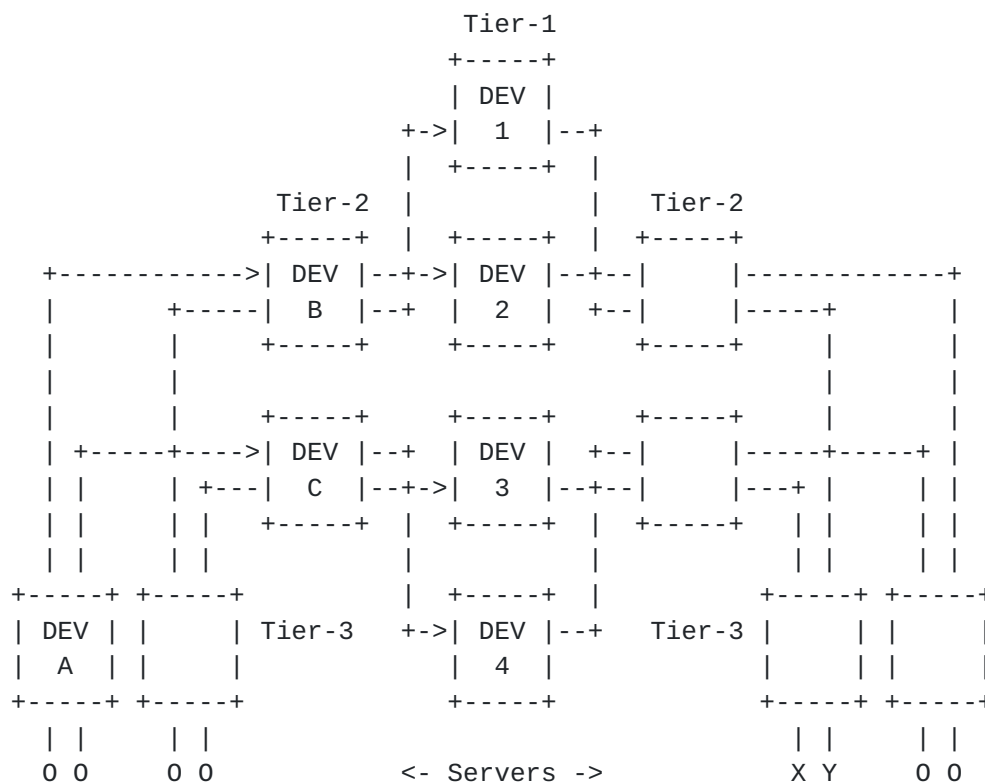 Tier-1
DEV
1
Tier-2 Tier-2
DEV DEV
B 2
DEV DEV
C 3
DEV Tier-3 DEV Tier-3
A 4
O O O O <- Servers -> X Y O O